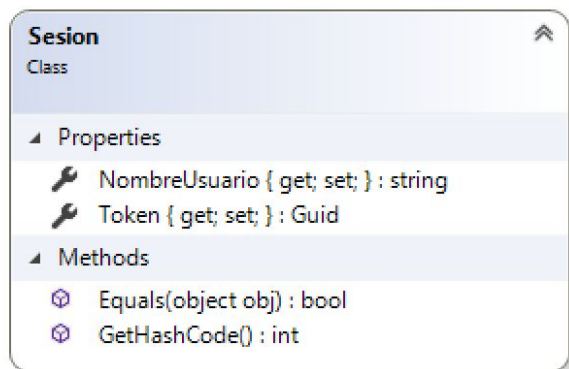 Sesion
Class
Properties
NombreUsuario { get; set; } : string
Token { get; set; } : Guid
Methods
Equals(object obj) : bool
GetHashCode() : int